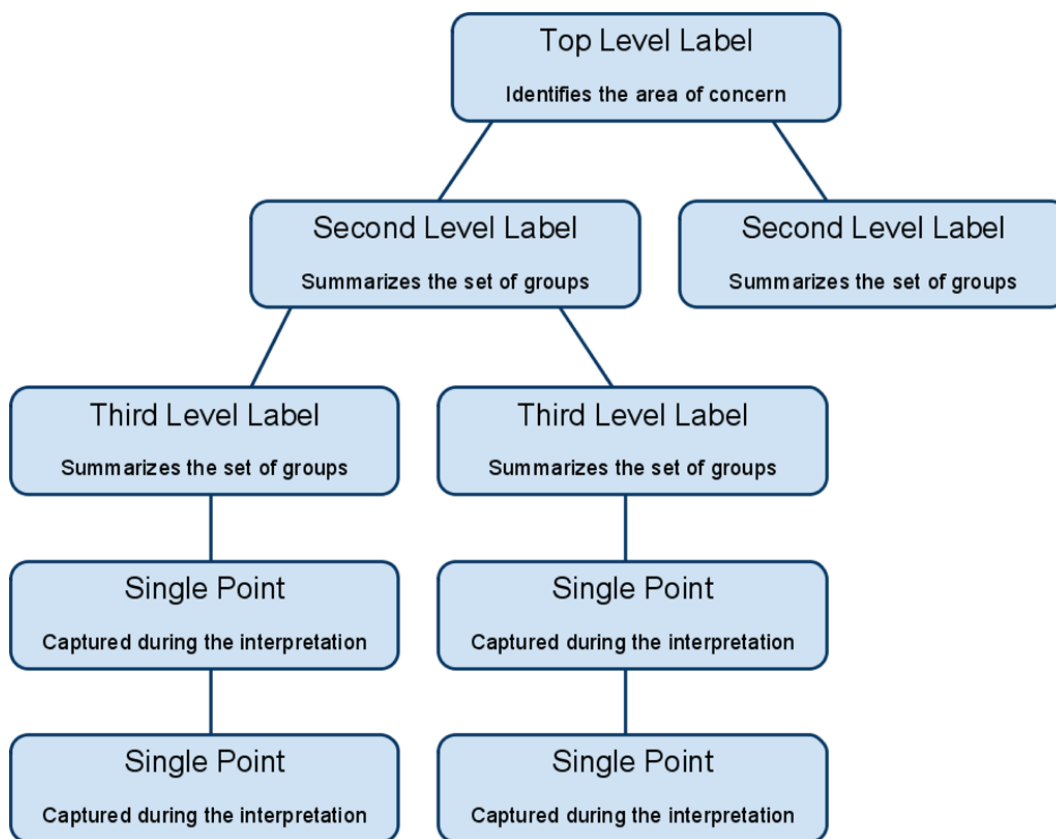 Top Level Label
Identifies the area of concern
Second Level Label
Summarizes the set of groups
Second Level Label
Summarizes the set of groups
Third Level Label
Summarizes the set of groups
Third Level Label
Summarizes the set of groups
Single Point
Captured during the interpretation
Single Point
Captured during the interpretation
Single Point
Captured during the interpretation
Single Point
Captured during the interpretation